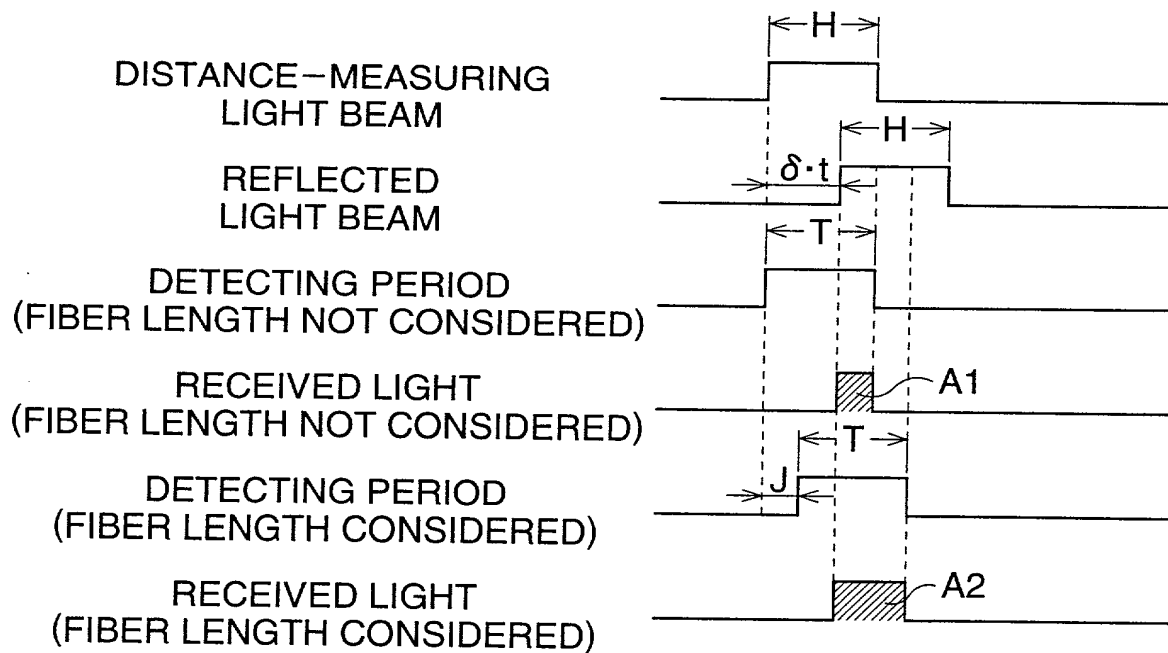 H
DISTANCE-MEASURING
LIGHT BEAM
H
REFLECTED
LIGHT BEAM
δ·t
T
DETECTING PERIOD
(FIBER LENGTH NOT CONSIDERED)
RECEIVED LIGHT
(FIBER LENGTH NOT CONSIDERED)
A1
T
DETECTING PERIOD
(FIBER LENGTH CONSIDERED)
J
RECEIVED LIGHT
(FIBER LENGTH CONSIDERED)
A2